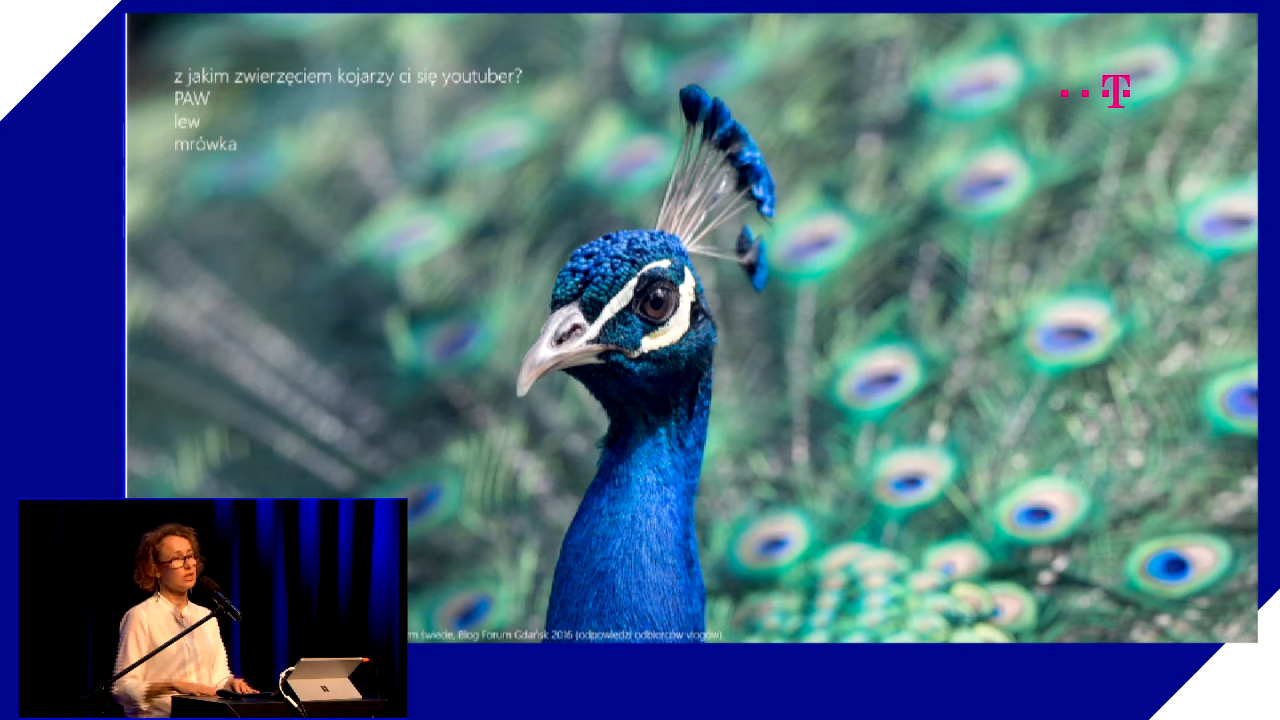 z jakim zwierzęciem kojarzy ci się youtuber?
PAW
lew
mrówka
T
m świecie, Blog Forum Gdańsk 2016 (odpowiedzi odbiorców vlogów)